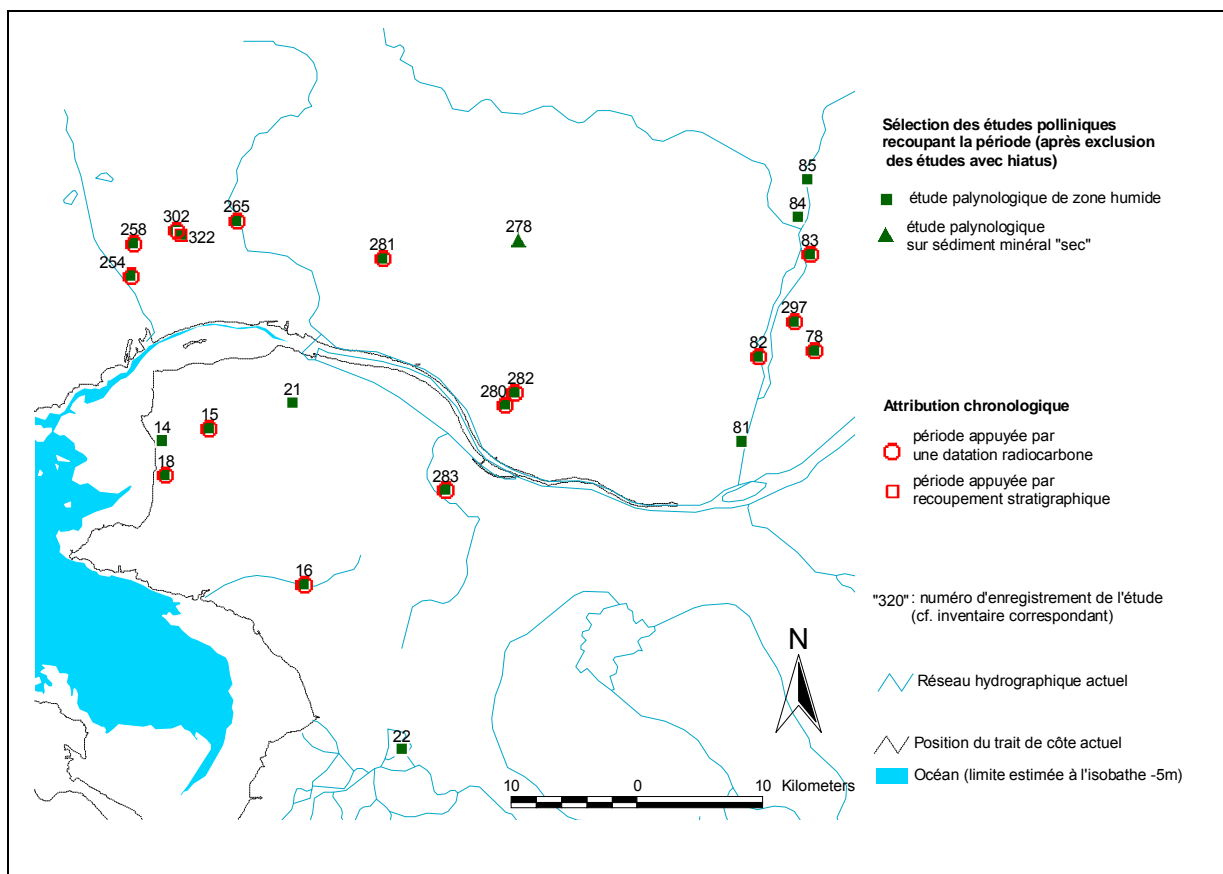 85
84
302
265
258
322
278
83
254
281
297
78
82
282
280
21
15
14
81
18
283
16
22
N
10
0
10
Kilometers
Sélection des études polliniques
recoupant la période (après exclusion
des études avec hiatus)
étude palynologique de zone humide
étude palynologique
sur sédiment minéral "sec"
Attribution chronologique
période appuyée par
une datation radiocarbone
période appuyée par
recoupement stratigraphique
"320" : numéro d'enregistrement de l'étude
(cf. inventaire correspondant)
Réseau hydrographique actuel
Position du trait de côte actuel
Océan (limite estimée à l'isobathe -5m)